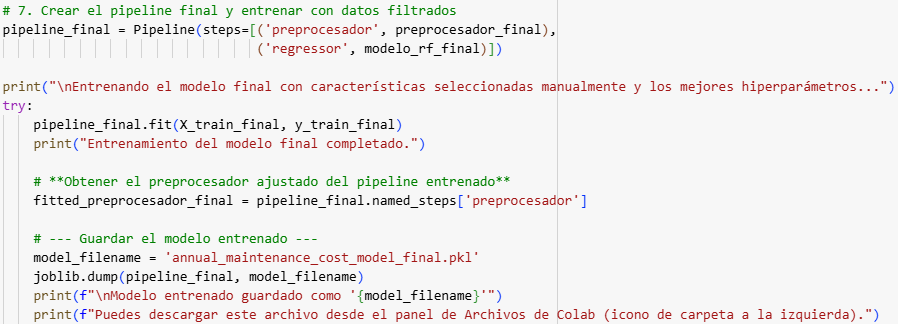 # 7. Crear el pipeline final y entrenar con datos filtrados
pipeline_final = Pipeline(steps=[('preprocesador', preprocesador_final),
                                 ('regressor', modelo_rf_final)])

print("\nEntrenando el modelo final con características seleccionadas manualmente y los mejores hiperparámetros...")
try:
    pipeline_final.fit(X_train_final, y_train_final)
    print("Entrenamiento del modelo final completado.")

    # **Obtener el preprocesador ajustado del pipeline entrenado**
    fitted_preprocesador_final = pipeline_final.named_steps['preprocesador']

    # --- Guardar el modelo entrenado ---
    model_filename = 'annual_maintenance_cost_model_final.pkl'
    joblib.dump(pipeline_final, model_filename)
    print(f"\nModelo entrenado guardado como '{model_filename}'")
    print(f"Puedes descargar este archivo desde el panel de Archivos de Colab (icono de carpeta a la izquierda).")